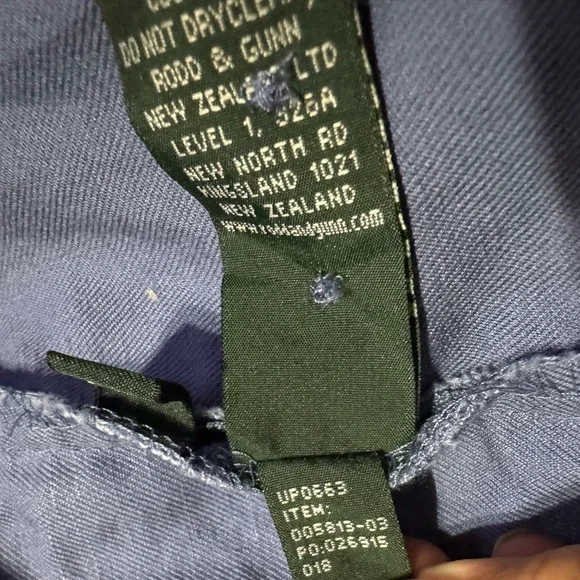 DO NOT DRYCLEAN
RODD & GUNN
NEW ZEALAND LTD
LEVEL 1, 326A
NEW NORTH RD
KINGSLAND 1021
NEW ZEALAND
www.roddandgunn.com
UP0663
ITEM:
005813-03
PO:026915
018